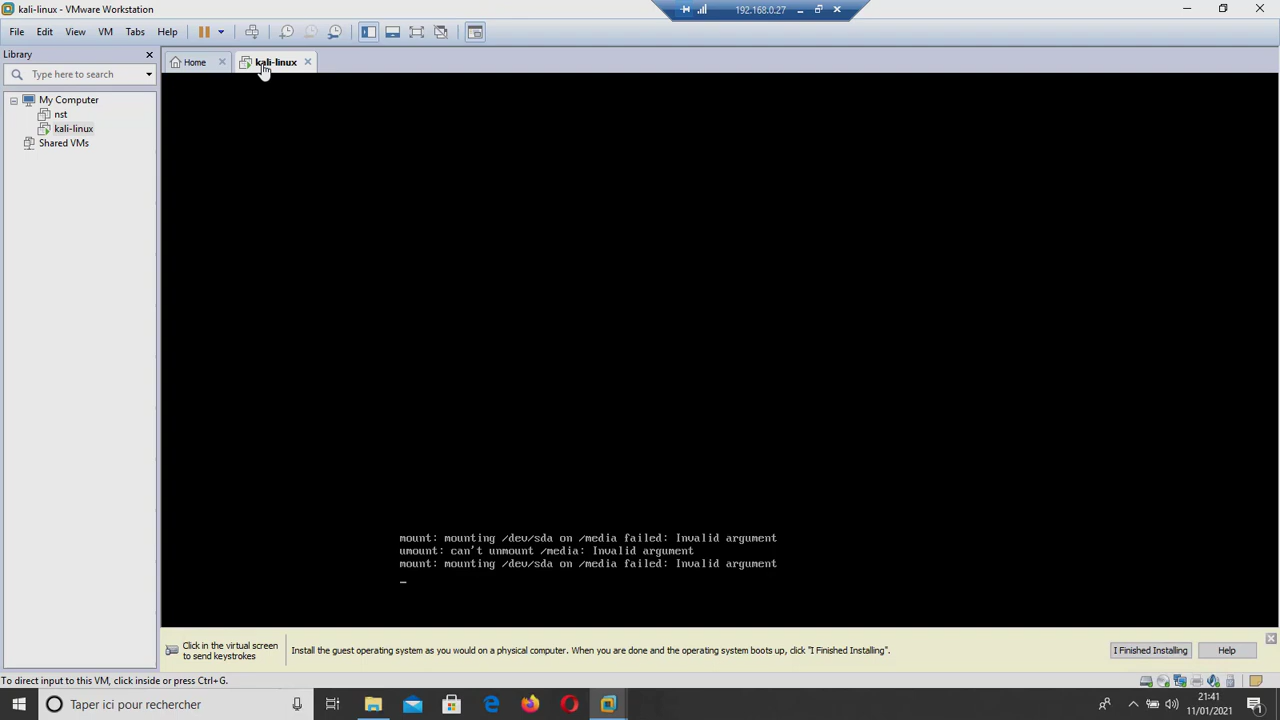 kali-linux - VMware Workstation
192.168.0.27
File Edit View VM Tabs Help
Library
Type here to search
My Computer
nst
kali-linux
Shared VMs
Home
kali-linux
mount: mounting /dev/sda on /media failed: Invalid argument
umount: can't unmount /media: Invalid argument
mount: mounting /dev/sda on /media failed: Invalid argument
Click in the virtual screen
to send keystrokes
Install the guest operating system as you would on a physical computer. When you are done and the operating system boots up, click "I Finished Installing".
I Finished Installing
Help
To direct input to this VM, click inside or press Ctrl+G.
Taper ici pour rechercher
21:41
11/01/2021
1